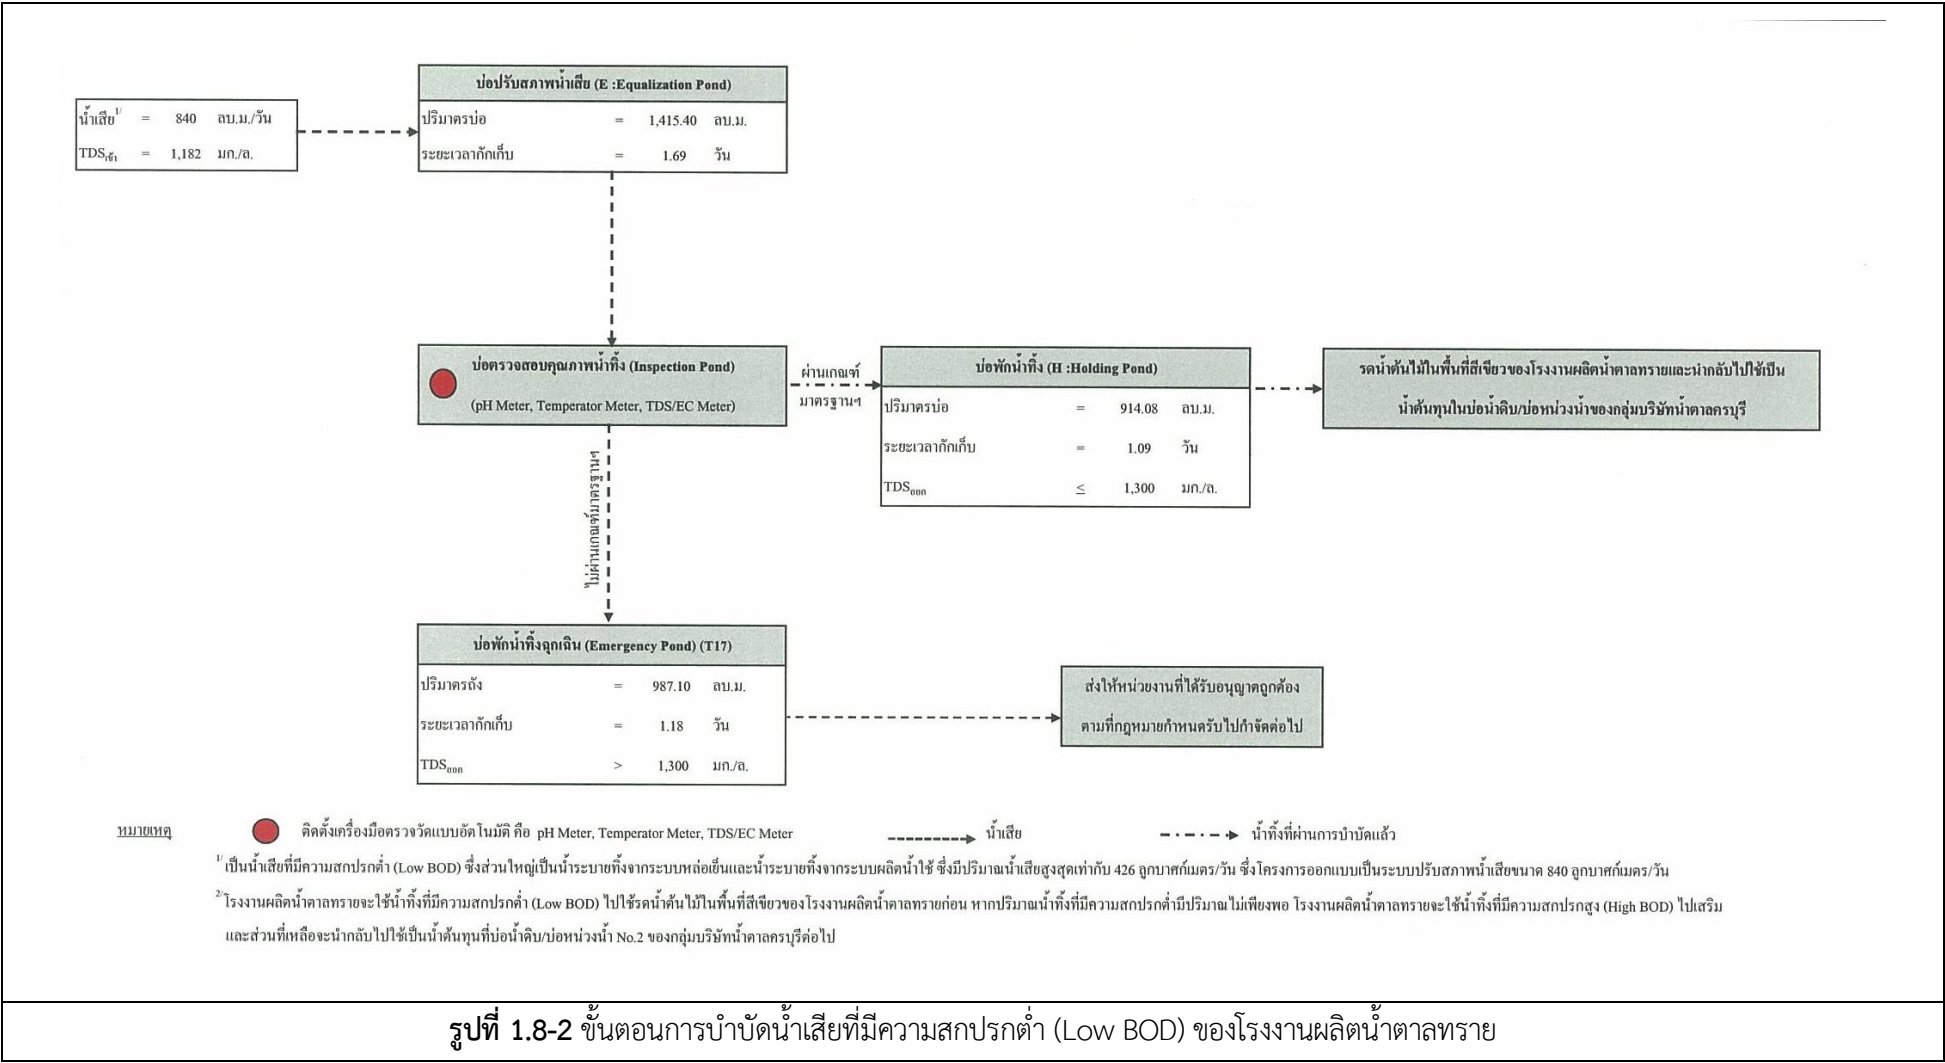 บ่อปรับสภาพน้ำเสีย (E :Equalization Pond)
น้ำเสีย1/ = 840 ลบ.ม./วัน
TDSเข้า = 1,182 มก./ล.
ปริมาตรบ่อ = 1,415.40 ลบ.ม.
ระยะเวลากักเก็บ = 1.69 วัน
บ่อตรวจสอบคุณภาพน้ำทิ้ง (Inspection Pond)
(pH Meter, Temperator Meter, TDS/EC Meter)
ผ่านเกณฑ์
มาตรฐานฯ
บ่อพักน้ำทิ้ง (H :Holding Pond)
ปริมาตรบ่อ = 914.08 ลบ.ม.
ระยะเวลากักเก็บ = 1.09 วัน
TDSออก ≤ 1,300 มก./ล.
รดน้ำต้นไม้ในพื้นที่สีเขียวของโรงงานผลิตน้ำตาลทรายและนำกลับไปใช้เป็น
น้ำต้นทุนในบ่อน้ำดิบ/บ่อหน่วงน้ำของกลุ่มบริษัทน้ำตาลครบุรี
ไม่ผ่านเกณฑ์มาตรฐานฯ
บ่อพักน้ำทิ้งฉุกเฉิน (Emergency Pond) (T17)
ปริมาตรถัง = 987.10 ลบ.ม.
ระยะเวลากักเก็บ = 1.18 วัน
TDSออก > 1,300 มก./ล.
ส่งให้หน่วยงานที่ได้รับอนุญาตถูกต้อง
ตามที่กฎหมายกำหนดรับไปกำจัดต่อไป
หมายเหตุ ติดตั้งเครื่องมือตรวจวัดแบบอัตโนมัติ คือ pH Meter, Temperator Meter, TDS/EC Meter น้ำเสีย น้ำทิ้งที่ผ่านการบำบัดแล้ว
1/ เป็นน้ำเสียที่มีความสกปรกต่ำ (Low BOD) ซึ่งส่วนใหญ่เป็นน้ำระบายทิ้งจากระบบหล่อเย็นและน้ำระบายทิ้งจากระบบผลิตน้ำใช้ ซึ่งมีปริมาณน้ำเสียสูงสุดเท่ากับ 426 ลูกบาศก์เมตร/วัน ซึ่งโครงการออกแบบเป็นระบบปรับสภาพน้ำเสียขนาด 840 ลูกบาศก์เมตร/วัน
2/ โรงงานผลิตน้ำตาลทรายจะใช้น้ำทิ้งที่มีความสกปรกต่ำ (Low BOD) ไปใช้รดน้ำต้นไม้ในพื้นที่สีเขียวของโรงงานผลิตน้ำตาลทรายก่อน หากปริมาณน้ำทิ้งที่มีความสกปรกต่ำมีปริมาณไม่เพียงพอ โรงงานผลิตน้ำตาลทรายจะใช้น้ำทิ้งที่มีความสกปรกสูง (High BOD) ไปเสริม
และส่วนที่เหลือจะนำกลับไปใช้เป็นน้ำต้นทุนที่บ่อน้ำดิบ/บ่อหน่วงน้ำ No.2 ของกลุ่มบริษัทน้ำตาลครบุรีต่อไป
รูปที่ 1.8-2 ขั้นตอนการบำบัดน้ำเสียที่มีความสกปรกต่ำ (Low BOD) ของโรงงานผลิตน้ำตาลทราย